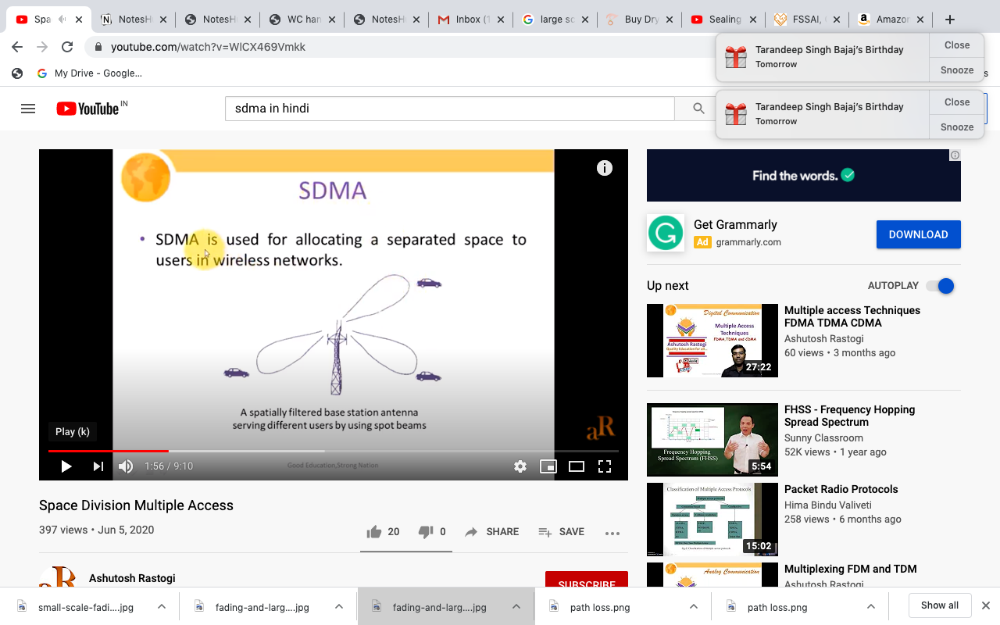 Spa
NotesH
NotesH
WC han
NotesH
Inbox (1
large sc
Buy Dry
Sealing
FSSAI,
Amazor
youtube.com/watch?v=WlCX469Vmkk
My Drive - Google...
Tarandeep Singh Bajaj's Birthday
Tomorrow
Close
Snooze
Tarandeep Singh Bajaj's Birthday
Tomorrow
Close
Snooze
YouTube IN
sdma in hindi
SDMA
• SDMA is used for allocating a separated space to
users in wireless networks.
A spatially filtered base station antenna
serving different users by using spot beams
aR
Play (k)
1:56 / 9:10
Good Education,Strong Nation
Space Division Multiple Access
397 views • Jun 5, 2020
20
0
SHARE
SAVE
Ashutosh Rastogi
SUBSCRIBE
Find the words.
Get Grammarly
Ad grammarly.com
DOWNLOAD
Up next
AUTOPLAY
Digital Communication
Multiple Access
Techniques
FDMA,TDMA and CDMA
Ashutosh Rastogi
Quality Education for all...
27:22
Multiple access Techniques
FDMA TDMA CDMA
Ashutosh Rastogi
60 views • 3 months ago
Frequency Hopping
Spread Spectrum (FHSS)
5:54
FHSS - Frequency Hopping
Spread Spectrum
Sunny Classroom
52K views • 1 year ago
Classification of Multiple Access Protocols
15:02
Packet Radio Protocols
Hima Bindu Valiveti
258 views • 6 months ago
Analog Communication
Multiplexing FDM and TDM
Ashutosh Rastogi
small-scale-fadi....jpg
fading-and-larg....jpg
fading-and-larg....jpg
path loss.png
path loss.png
Show all